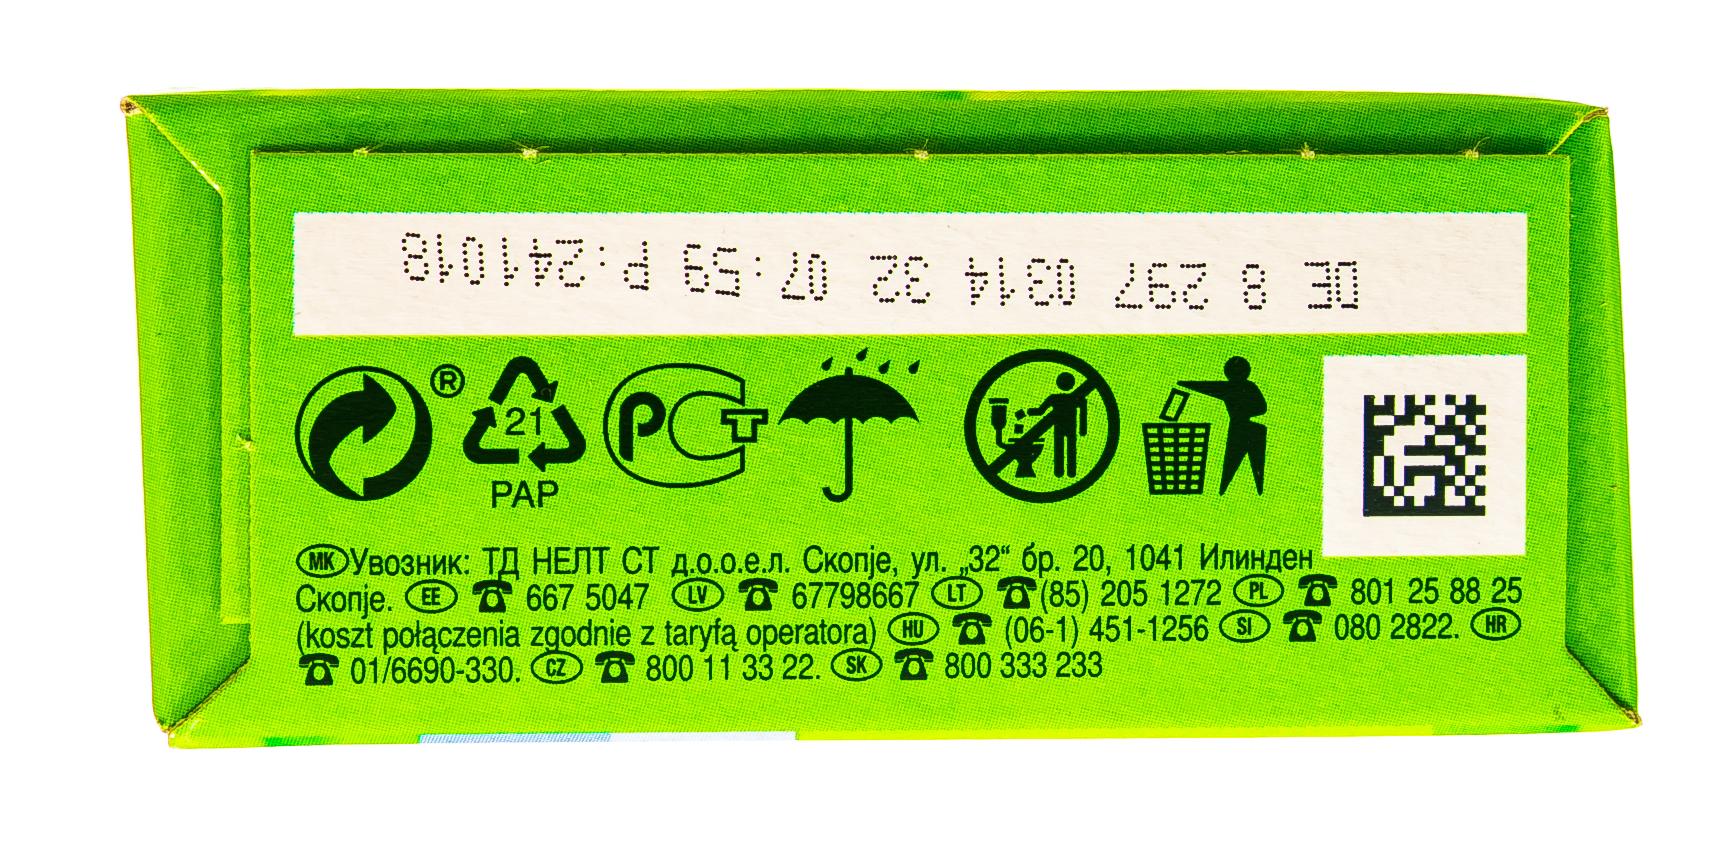 DE 8 297 0314 32 07:59 P:241018
®
21
PAP
РСТ
MK Увозник: ТД НЕЛТ СТ д.о.о.е.л. Скопје, ул. „32“ бр. 20, 1041 Илинден
Скопје. EE ☎ 667 5047 LV ☎ 67798667 LT ☎(85) 205 1272 PL ☎ 801 25 88 25
(koszt połączenia zgodnie z taryfą operatora) HU ☎ (06-1) 451-1256 SI ☎ 080 2822. HR
☎ 01/6690-330. CZ ☎ 800 11 33 22. SK ☎ 800 333 233